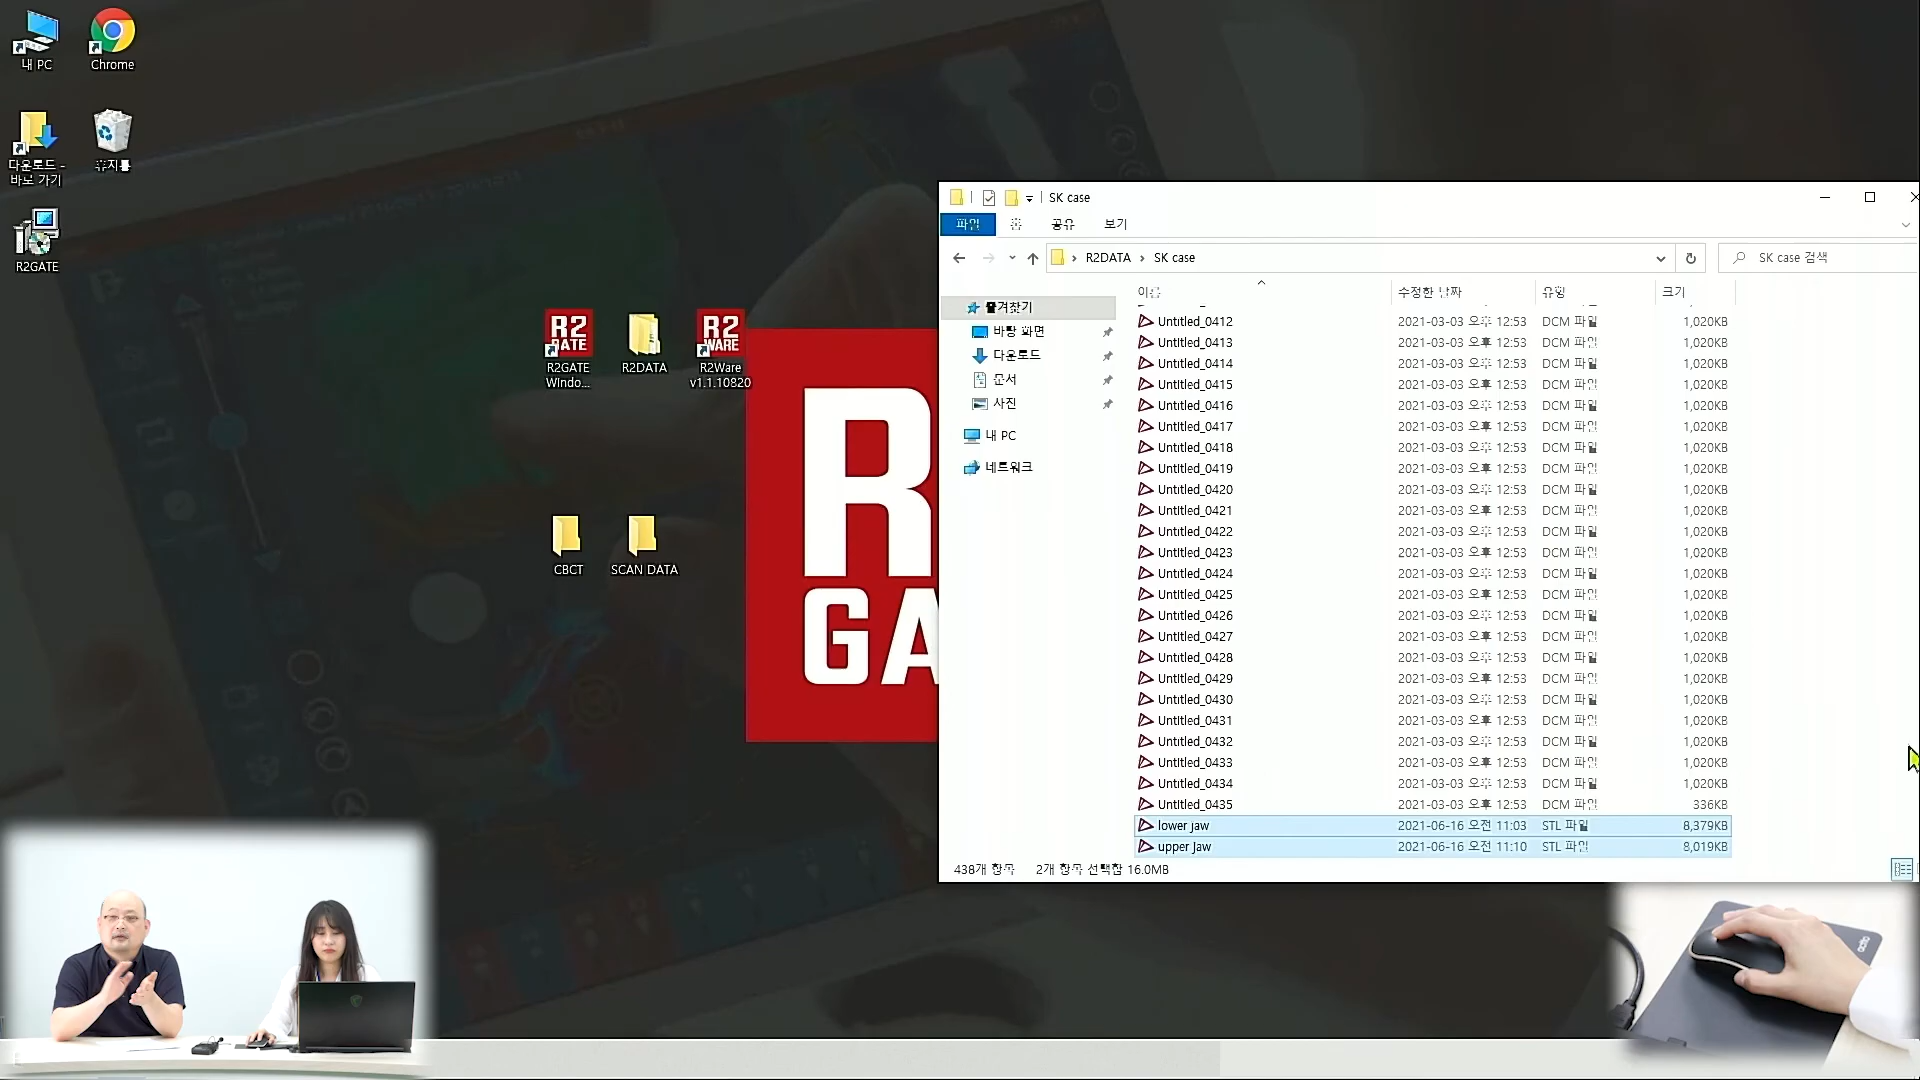 내 PC
Chrome
다운로드 -
바로 가기
휴지통
R2GATE
R2GATE
Windo...
R2DATA
R2Ware
v1.1.10820
CBCT
SCAN DATA
R2
GATE
R2
WARE
R
GA
SK case
파일
홈
공유
보기
R2DATA > SK case
SK case 검색
이름
수정한 날짜
유형
크기
즐겨찾기
바탕 화면
다운로드
문서
사진
내 PC
네트워크
Untitled_0412 2021-03-03 오후 12:53 DCM 파일 1,020KB
Untitled_0413 2021-03-03 오후 12:53 DCM 파일 1,020KB
Untitled_0414 2021-03-03 오후 12:53 DCM 파일 1,020KB
Untitled_0415 2021-03-03 오후 12:53 DCM 파일 1,020KB
Untitled_0416 2021-03-03 오후 12:53 DCM 파일 1,020KB
Untitled_0417 2021-03-03 오후 12:53 DCM 파일 1,020KB
Untitled_0418 2021-03-03 오후 12:53 DCM 파일 1,020KB
Untitled_0419 2021-03-03 오후 12:53 DCM 파일 1,020KB
Untitled_0420 2021-03-03 오후 12:53 DCM 파일 1,020KB
Untitled_0421 2021-03-03 오후 12:53 DCM 파일 1,020KB
Untitled_0422 2021-03-03 오후 12:53 DCM 파일 1,020KB
Untitled_0423 2021-03-03 오후 12:53 DCM 파일 1,020KB
Untitled_0424 2021-03-03 오후 12:53 DCM 파일 1,020KB
Untitled_0425 2021-03-03 오후 12:53 DCM 파일 1,020KB
Untitled_0426 2021-03-03 오후 12:53 DCM 파일 1,020KB
Untitled_0427 2021-03-03 오후 12:53 DCM 파일 1,020KB
Untitled_0428 2021-03-03 오후 12:53 DCM 파일 1,020KB
Untitled_0429 2021-03-03 오후 12:53 DCM 파일 1,020KB
Untitled_0430 2021-03-03 오후 12:53 DCM 파일 1,020KB
Untitled_0431 2021-03-03 오후 12:53 DCM 파일 1,020KB
Untitled_0432 2021-03-03 오후 12:53 DCM 파일 1,020KB
Untitled_0433 2021-03-03 오후 12:53 DCM 파일 1,020KB
Untitled_0434 2021-03-03 오후 12:53 DCM 파일 1,020KB
Untitled_0435 2021-03-03 오후 12:53 DCM 파일 336KB
lower jaw 2021-06-16 오전 11:03 STL 파일 8,379KB
upper jaw 2021-06-16 오전 11:10 STL 파일 8,019KB
438개 항목 2개 항목 선택함 16.0MB